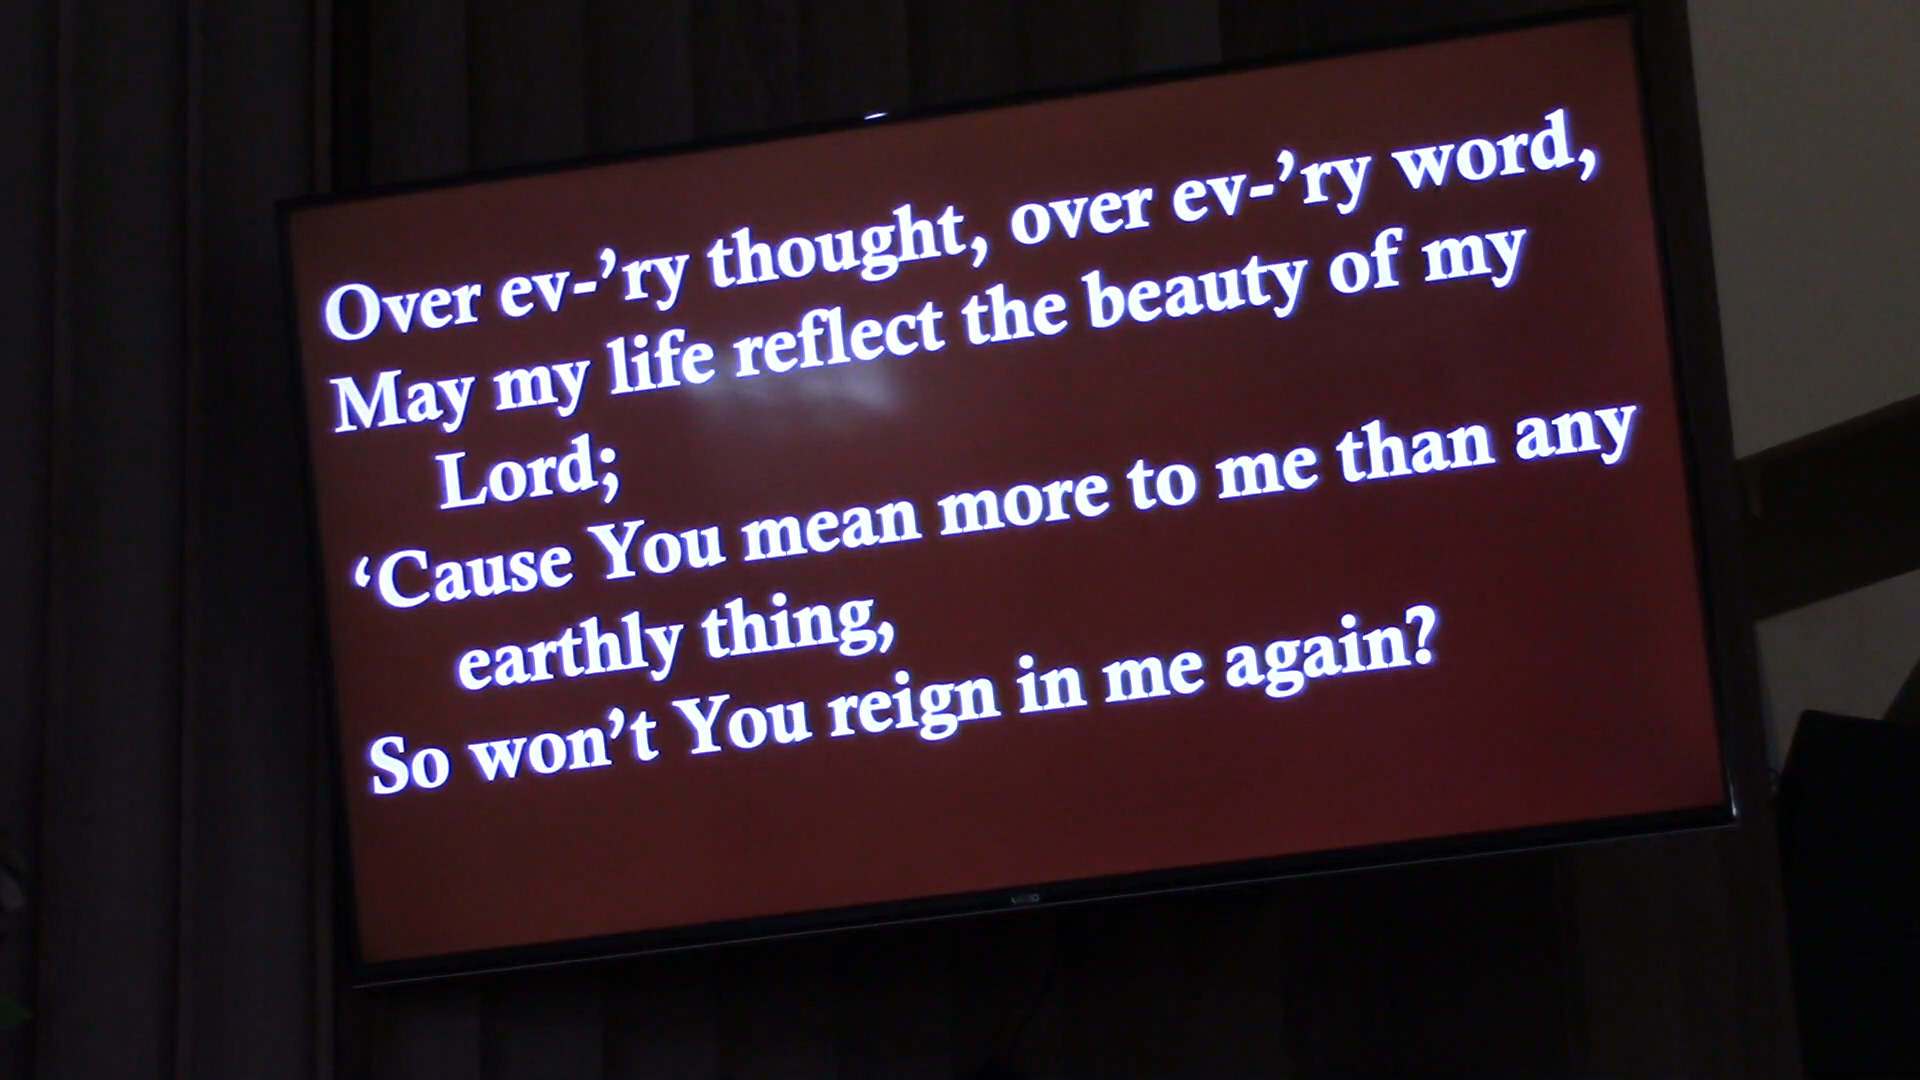 Over ev-’ry thought, over ev-’ry word,
May my life reflect the beauty of my
Lord;
‘Cause You mean more to me than any
earthly thing,
So won’t You reign in me again?